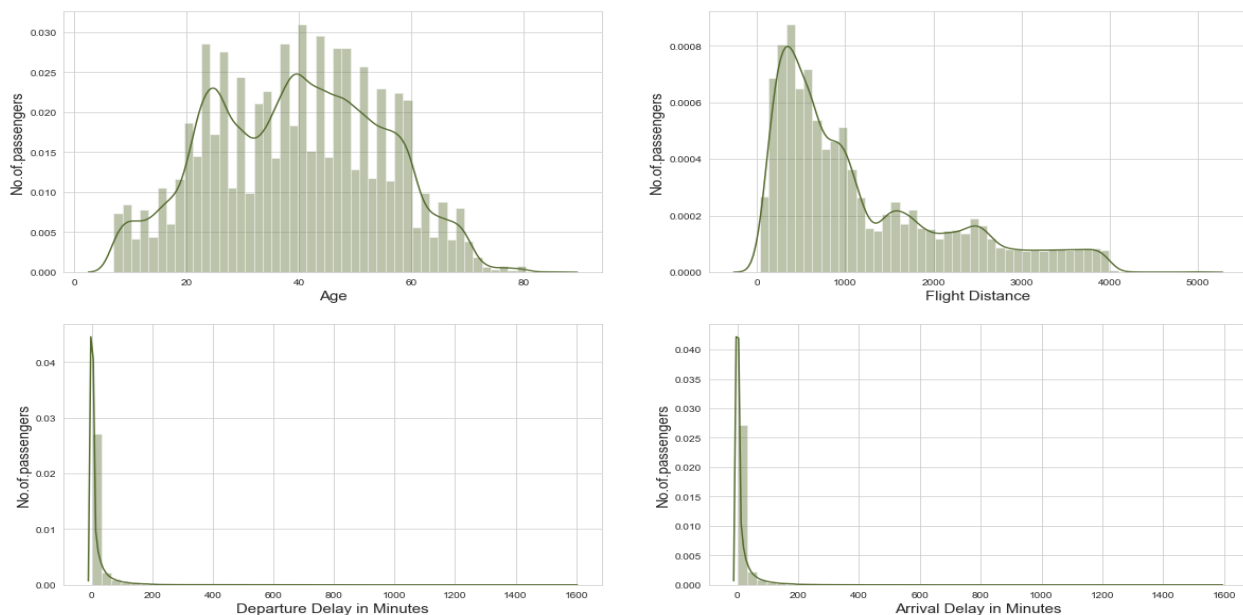 0.030
0.025
0.020
0.015
0.010
0.005
0.000
No.of.passengers
0 20 40 60 80
Age
0.0008
0.0006
0.0004
0.0002
0.0000
No.of.passengers
0 1000 2000 3000 4000 5000
Flight Distance
0.04
0.03
0.02
0.01
0.00
No.of.passengers
0 200 400 600 800 1000 1200 1400 1600
Departure Delay in Minutes
0.040
0.035
0.030
0.025
0.020
0.015
0.010
0.005
0.000
No.of.passengers
0 200 400 600 800 1000 1200 1400 1600
Arrival Delay in Minutes